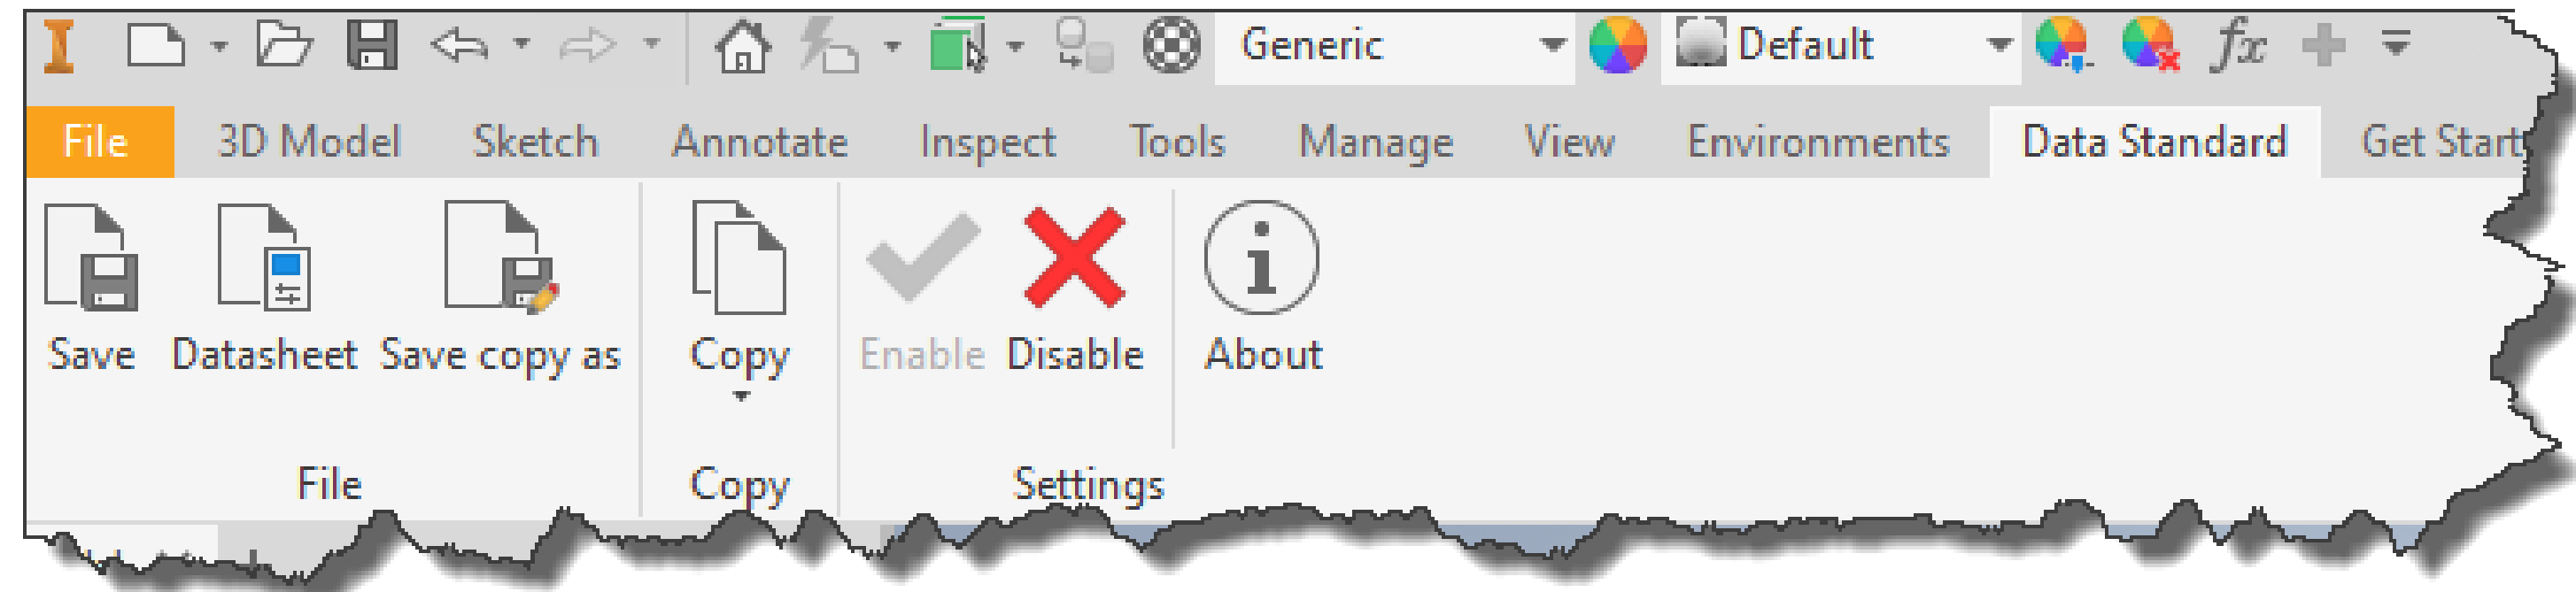 Generic Default fx
File 3D Model Sketch Annotate Inspect Tools Manage View Environments Data Standard Get Start
Save Datasheet Save copy as Copy Enable Disable About
File Copy Settings